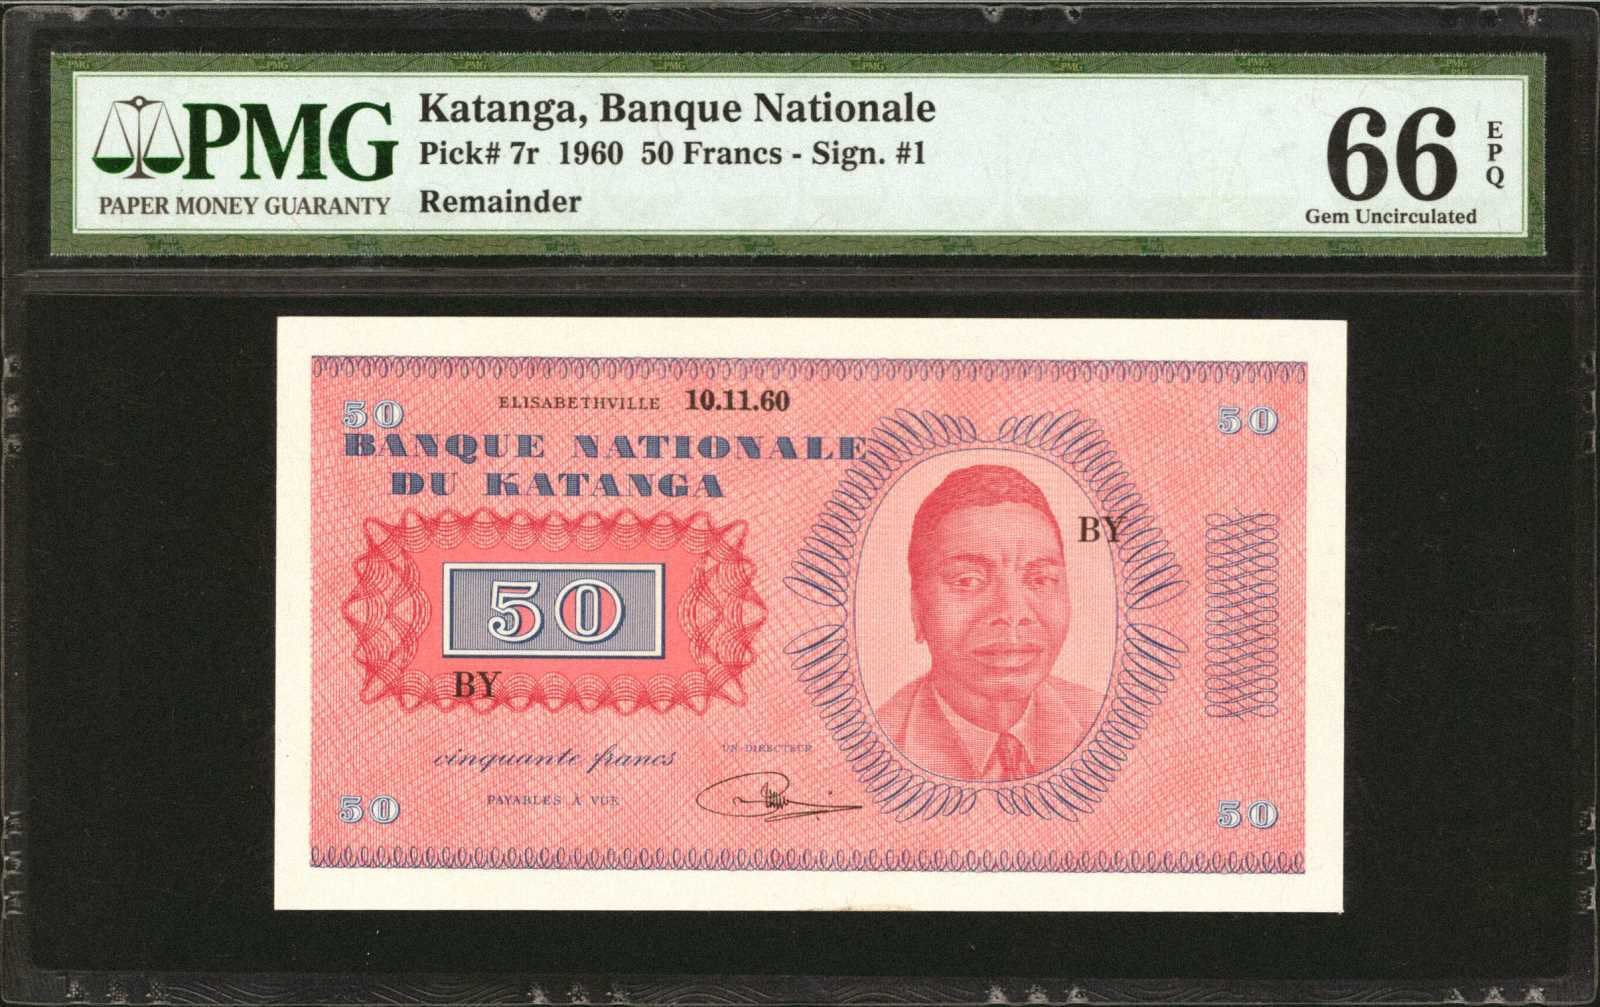 PMG
PAPER MONEY GUARANTY
Katanga, Banque Nationale
Pick# 7r 1960 50 Francs - Sign. #1
Remainder
66
EPQ
Gem Uncirculated
ELISABETHVILLE 10.11.60
50
50
BANQUE NATIONALE
DU KATANGA
BY
50
BY
cinquante francs
UN DIRECTEUR
PAYABLES À VUE
50
50